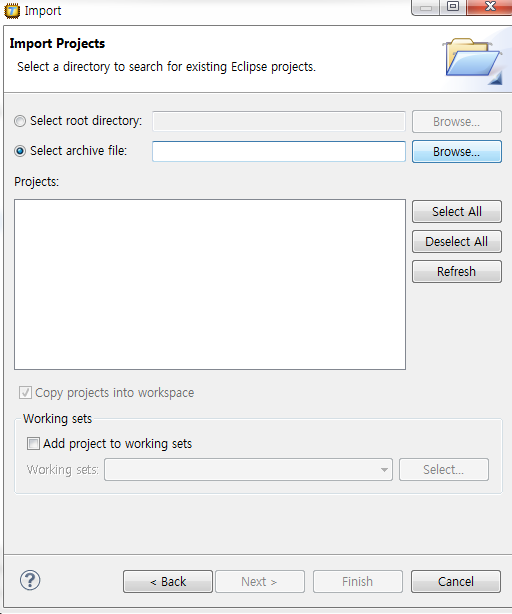 Import
Import Projects
Select a directory to search for existing Eclipse projects.
Select root directory:
Browse...
Select archive file:
Browse...
Projects:
Select All
Deselect All
Refresh
Copy projects into workspace
Working sets
Add project to working sets
Working sets:
Select...
?
< Back
Next >
Finish
Cancel